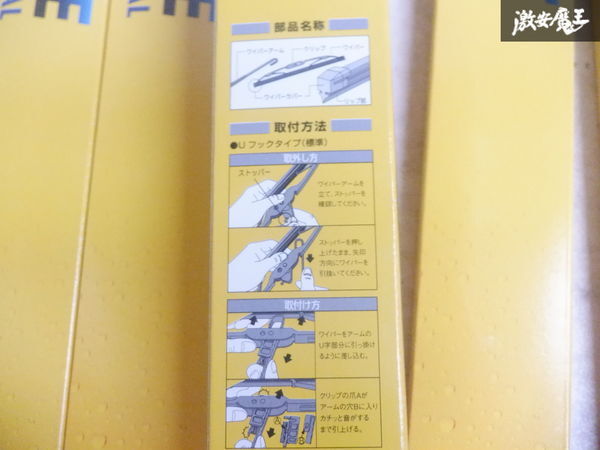 激安魔王
部品名称
ワイパーアーム
クリップ
ワイパー
ワイパーカバー
リップ部
取付方法
●Uフックタイプ(標準)
取外し方
ストッパー
ワイパーアームを
立て、ストッパーを
確認してください。
ストッパーを押し
上げたまま、矢印
方向にワイパーを
引抜いてください。
取付け方
ワイパーをアームの
U字部分に引っ掛け
るように差し込む。
クリップの爪Aが
アームの穴Bに入り
カチッと音がする
まで引上げる。
A
B